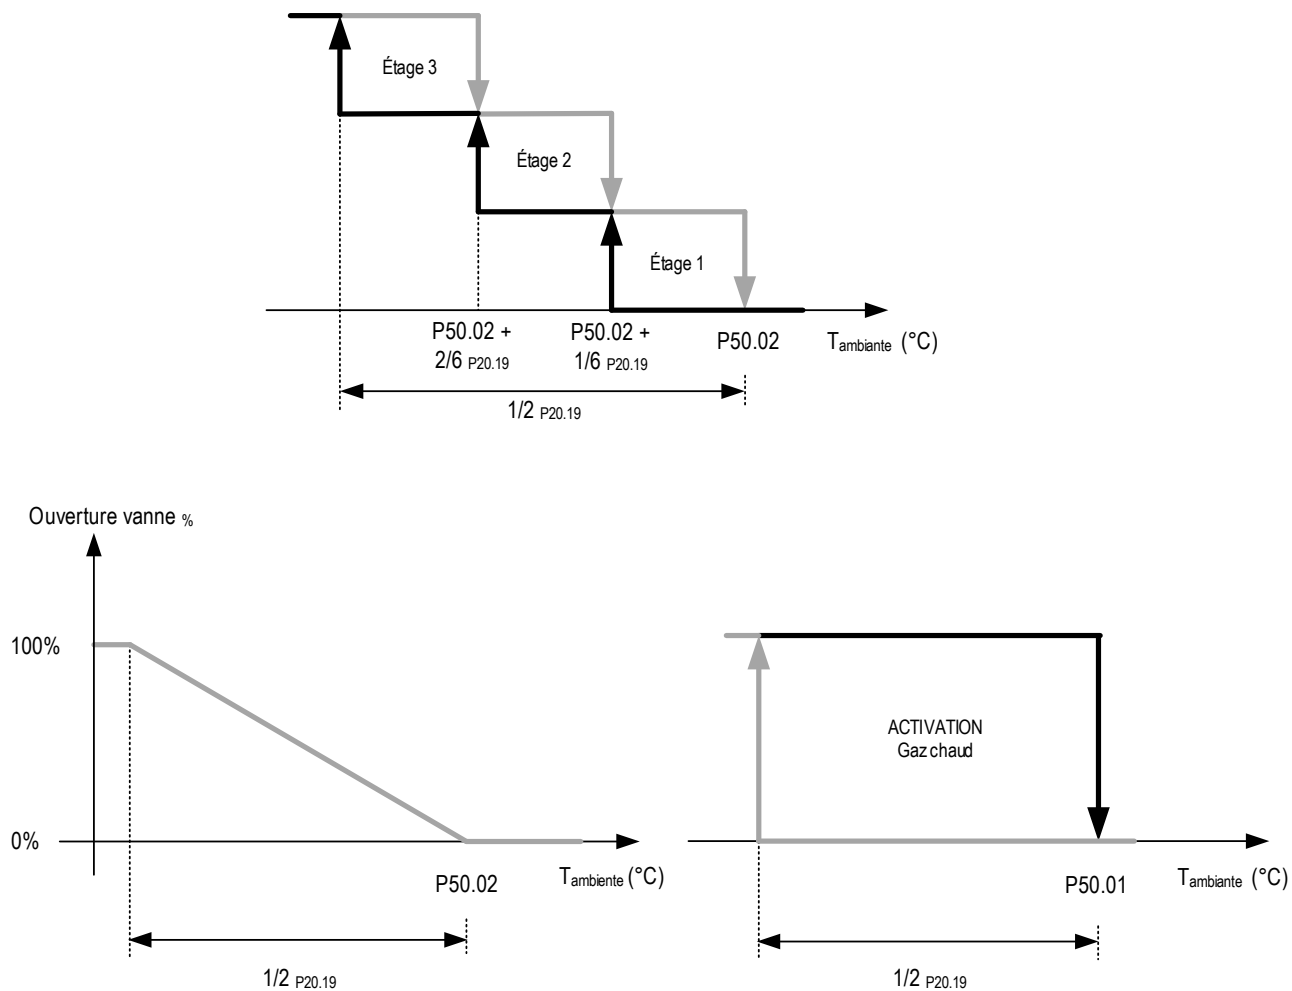 Étage 3
Étage 2
Étage 1
P50.02 +
2/6 P20.19
P50.02 +
1/6 P20.19
P50.02
Tambiante (°C)
1/2 P20.19
Ouverture vanne %
100%
0%
P50.02
Tambiente (°C)
1/2 P20.19
ACTIVATION
Gaz chaud
P50.01
Tambiante (°C)
1/2 P20.19